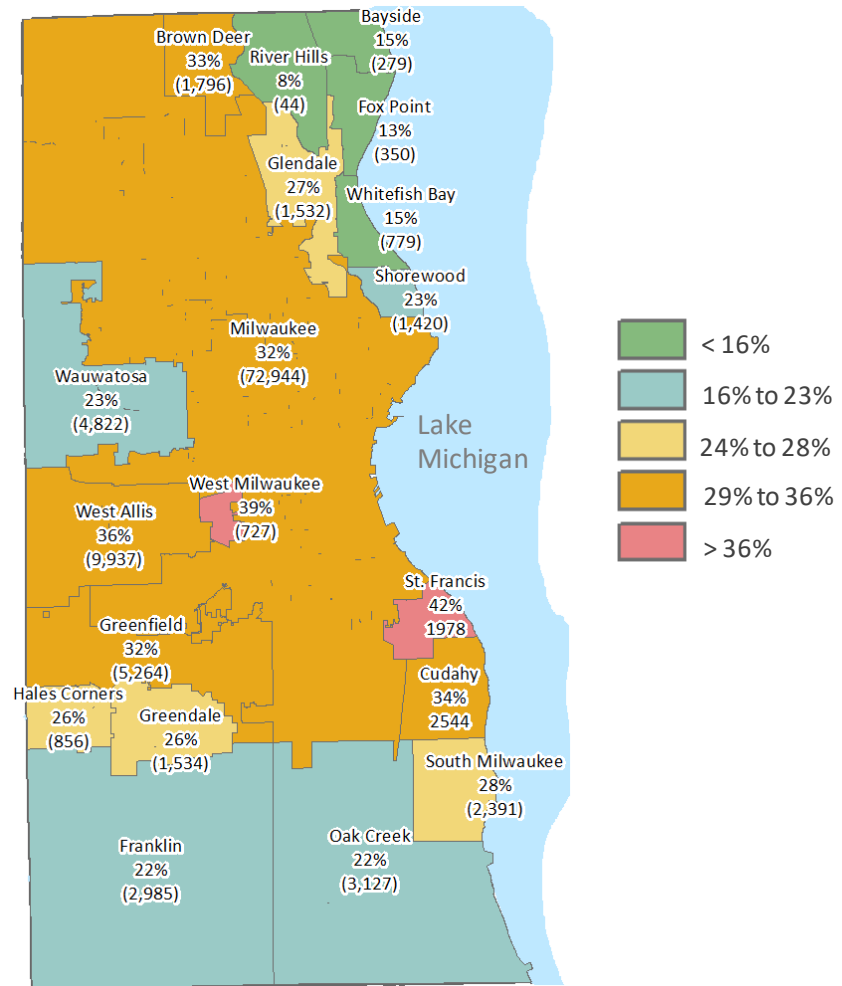 Bayside
15%
(279)
Brown Deer
33%
(1,796)
River Hills
8%
(44)
Fox Point
13%
(350)
Glendale
27%
(1,532)
Whitefish Bay
15%
(779)
Shorewood
23%
(1,420)
Milwaukee
32%
(72,944)
Wauwatosa
23%
(4,822)
Lake
Michigan
West Milwaukee
39%
(727)
West Allis
36%
(9,937)
St. Francis
42%
1978
Greenfield
32%
(5,264)
Cudahy
34%
2544
Hales Corners
26%
(856)
Greendale
26%
(1,534)
South Milwaukee
28%
(2,391)
Franklin
22%
(2,985)
Oak Creek
22%
(3,127)
< 16%
16% to 23%
24% to 28%
29% to 36%
> 36%